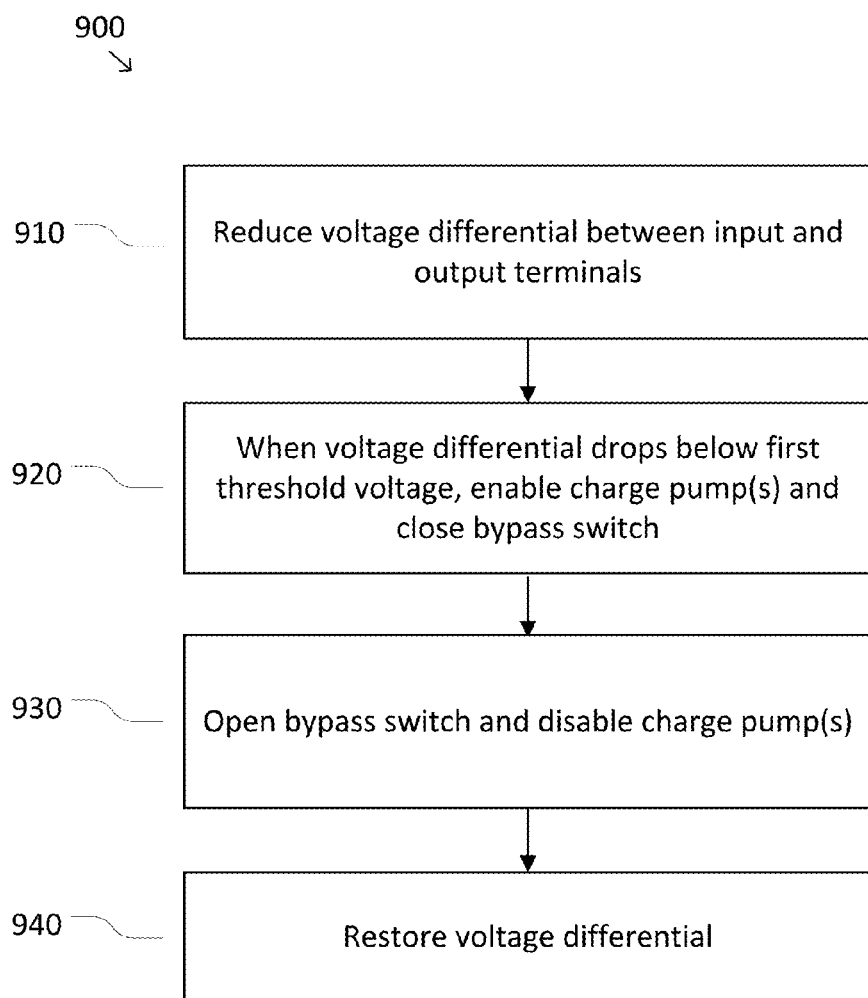 900
910
Reduce voltage differential between input and
output terminals
920
When voltage differential drops below first
threshold voltage, enable charge pump(s) and
close bypass switch
930
Open bypass switch and disable charge pump(s)
940
Restore voltage differential